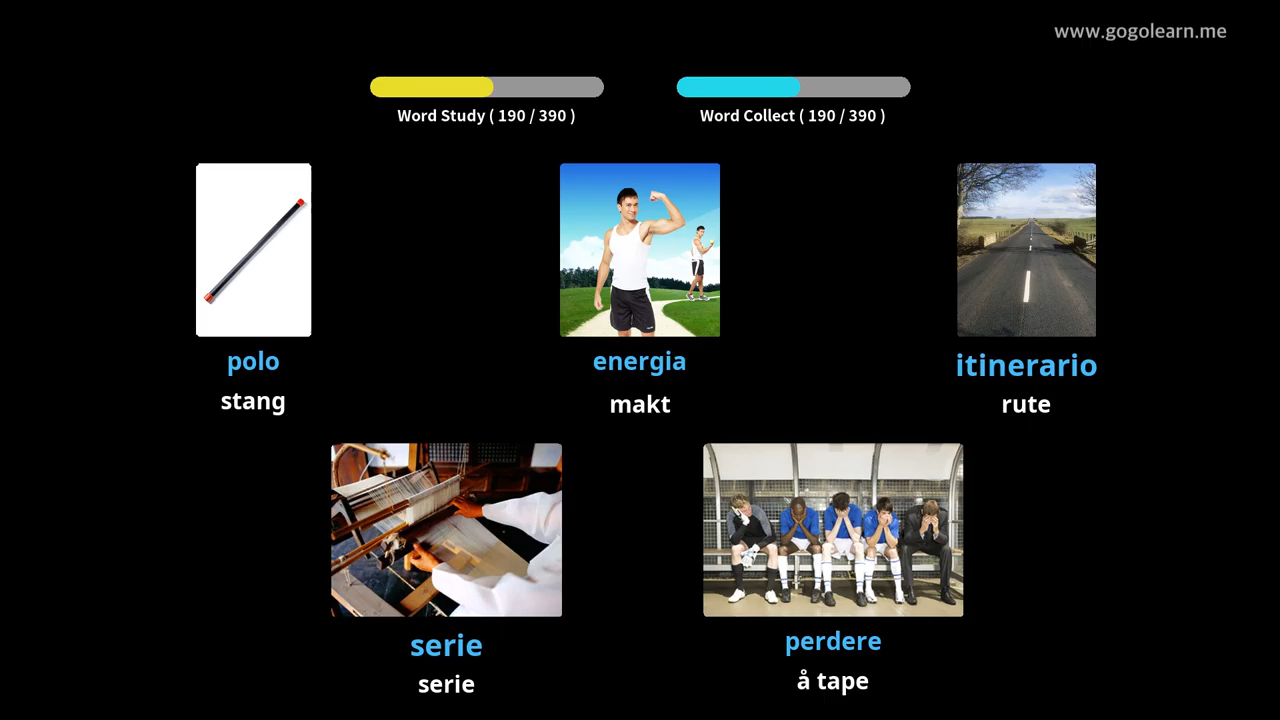 www.gogolearn.me
Word Study ( 190 / 390 )
Word Collect ( 190 / 390 )
polo
stang
energia
makt
itinerario
rute
serie
serie
perdere
å tape